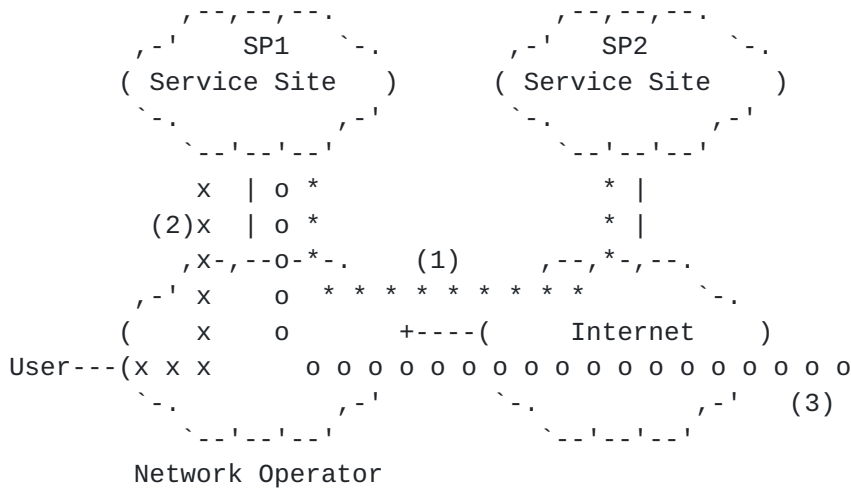 ,--,--,--.              ,--,--,--.
      ,-'    SP1   `-.        ,-'   SP2     `-.
     ( Service Site   )      ( Service Site    )
      `-.          ,-'        `-.          ,-'
         `--'--'--'              `--'--'--'
          x  | o *                  * |
       (2)x  | o *                  * |
         ,x-,--o-*-.    (1)     ,--,*-,--.
      ,-' x    o  * * * * * * * * *       `-.
     (    x    o       +----(     Internet    )
User---(x x x      o o o o o o o o o o o o o o o o o o
      `-.          ,-'       `-.          ,-'   (3)
         `--'--'--'             `--'--'--'
      Network Operator